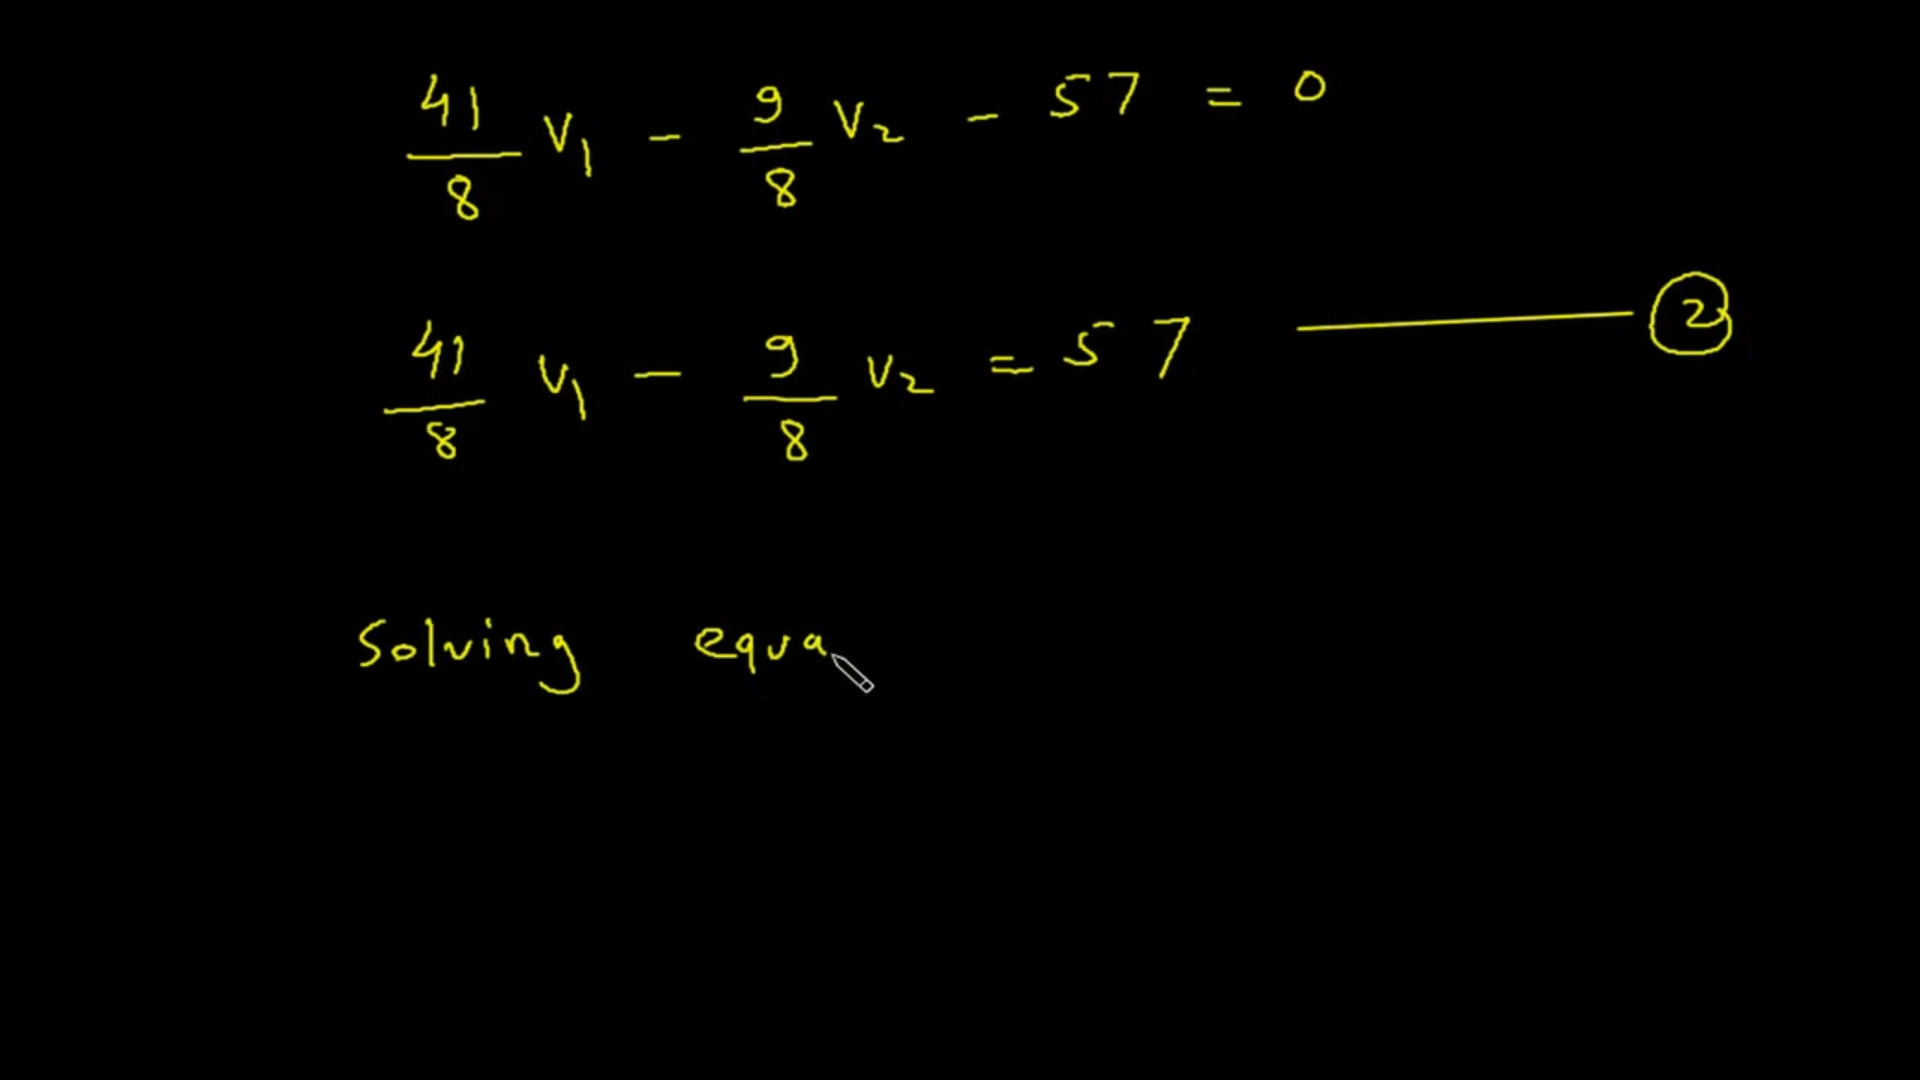 41/8 V₁ - 9/8 V₂ - 57 = 0
41/8 V₁ - 9/8 V₂ = 57 ——— ②
Solving equa